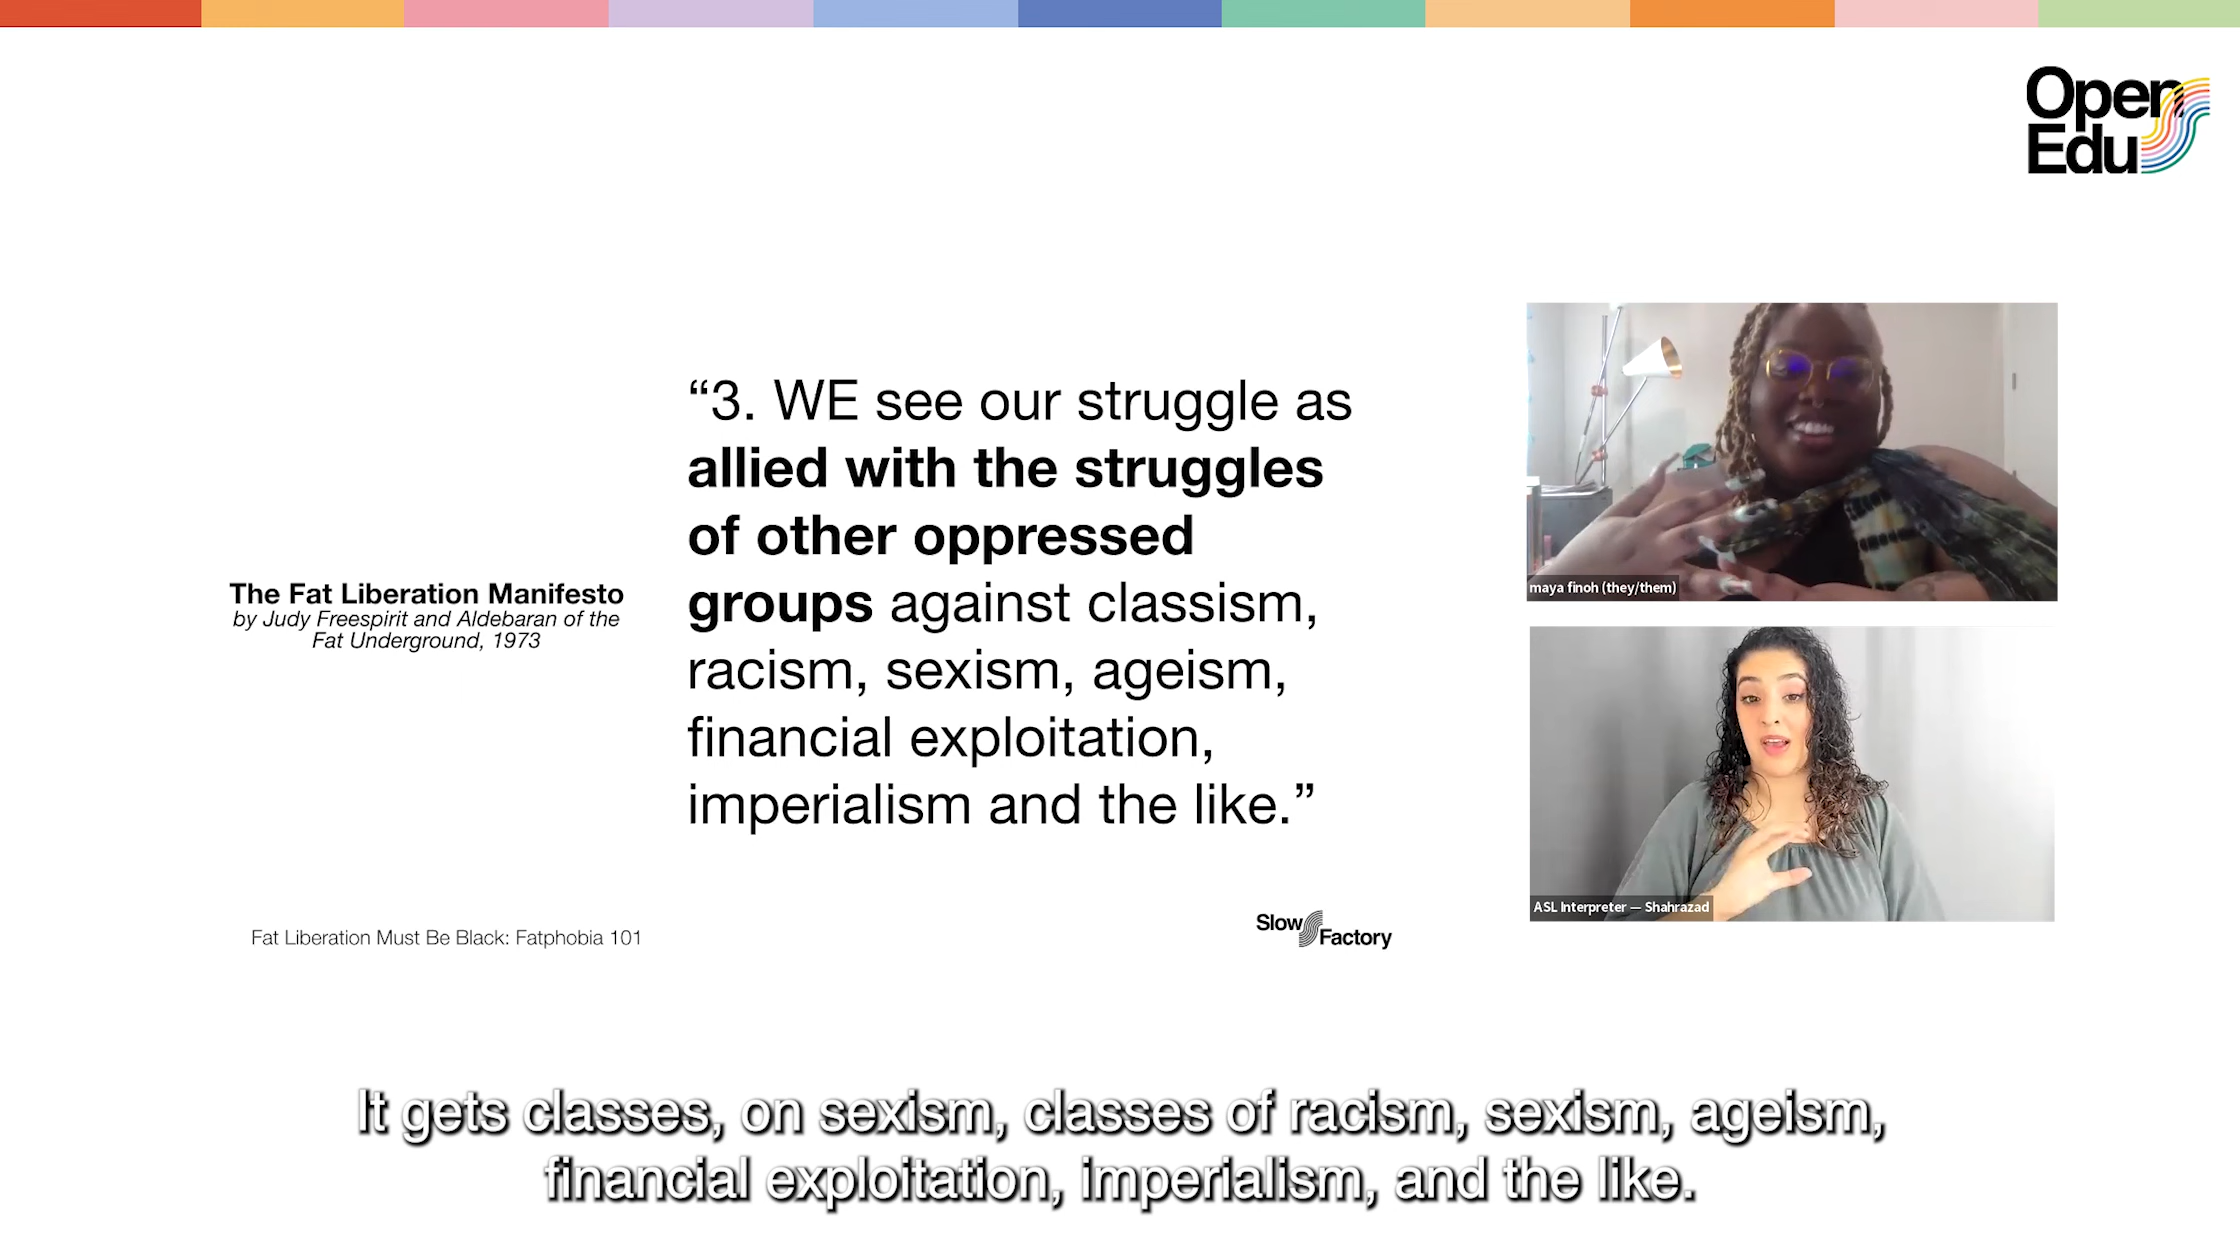 Open
Edu
“3. WE see our struggle as
allied with the struggles
of other oppressed
groups against classism,
racism, sexism, ageism,
financial exploitation,
imperialism and the like.”
The Fat Liberation Manifesto
by Judy Freespirit and Aldebaran of the
Fat Underground, 1973
maya finoh (they/them)
ASL Interpreter — Shahrazad
Fat Liberation Must Be Black: Fatphobia 101
Slow
Factory
It gets classes, on sexism, classes of racism, sexism, ageism,
financial exploitation, imperialism, and the like.